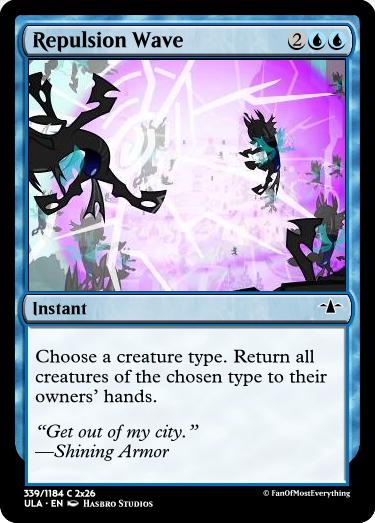 Repulsion Wave 2
Instant
Choose a creature type. Return all
creatures of the chosen type to their
owners' hands.
“Get out of my city.”
—Shining Armor
339/1184 C 2x26
ULA · EN Hasbro Studios
© FanOfMostEverything